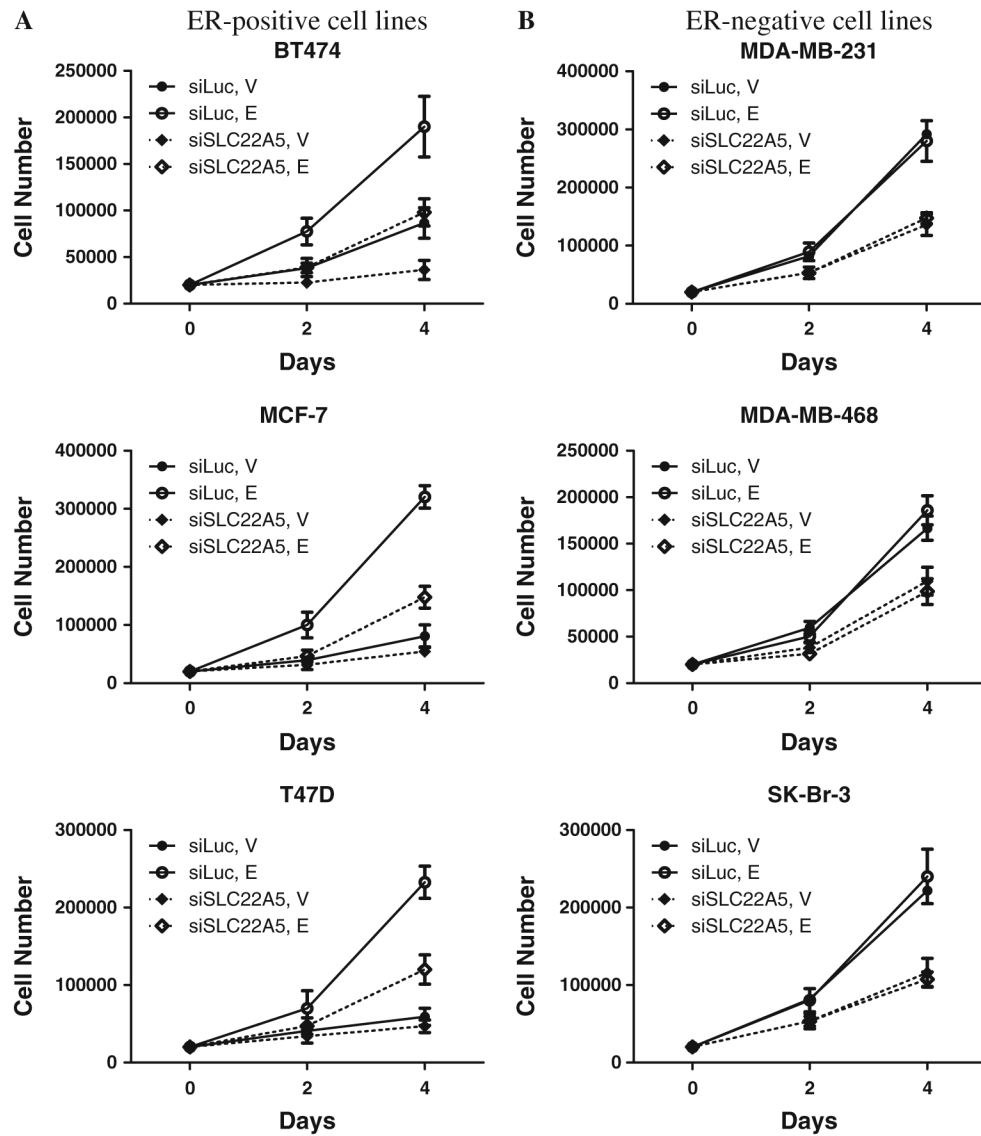 A ER-positive cell lines
BT474
250000
200000
150000
100000
50000
0
Cell Number
siLuc, V
siLuc, E
siSLC22A5, V
siSLC22A5, E
0 2 4
Days
MCF-7
400000
300000
200000
100000
0
Cell Number
siLuc, V
siLuc, E
siSLC22A5, V
siSLC22A5, E
0 2 4
Days
T47D
300000
200000
100000
0
Cell Number
siLuc, V
siLuc, E
siSLC22A5, V
siSLC22A5, E
0 2 4
Days
B ER-negative cell lines
MDA-MB-231
400000
300000
200000
100000
0
Cell Number
siLuc, V
siLuc, E
siSLC22A5, V
siSLC22A5, E
0 2 4
Days
MDA-MB-468
250000
200000
150000
100000
50000
0
Cell Number
siLuc, V
siLuc, E
siSLC22A5, V
siSLC22A5, E
0 2 4
Days
SK-Br-3
300000
200000
100000
0
Cell Number
siLuc, V
siLuc, E
siSLC22A5, V
siSLC22A5, E
0 2 4
Days